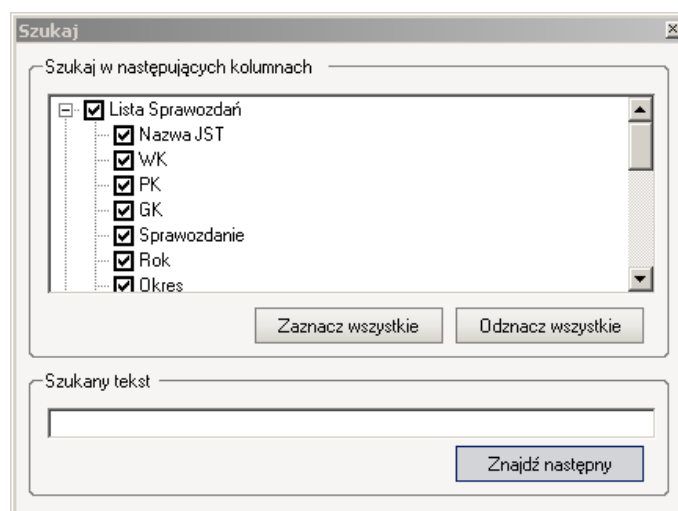 Szukaj
Szukaj w następujących kolumnach
Lista Sprawozdań
Nazwa JST
WK
PK
GK
Sprawozdanie
Rok
Okres
Zaznacz wszystkie Odznacz wszystkie
Szukany tekst
Znajdź następny